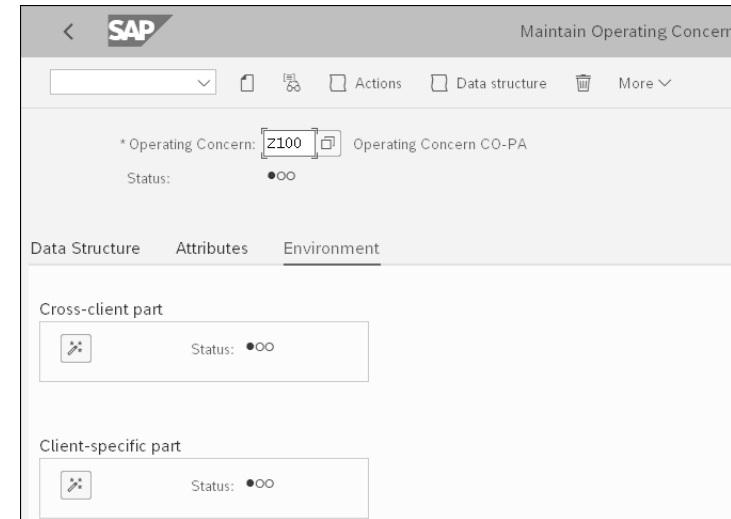 SAP Maintain Operating Concern
Actions Data structure More
* Operating Concern: Z100 Operating Concern CO-PA
Status:
Data Structure Attributes Environment
Cross-client part
Status:
Client-specific part
Status: